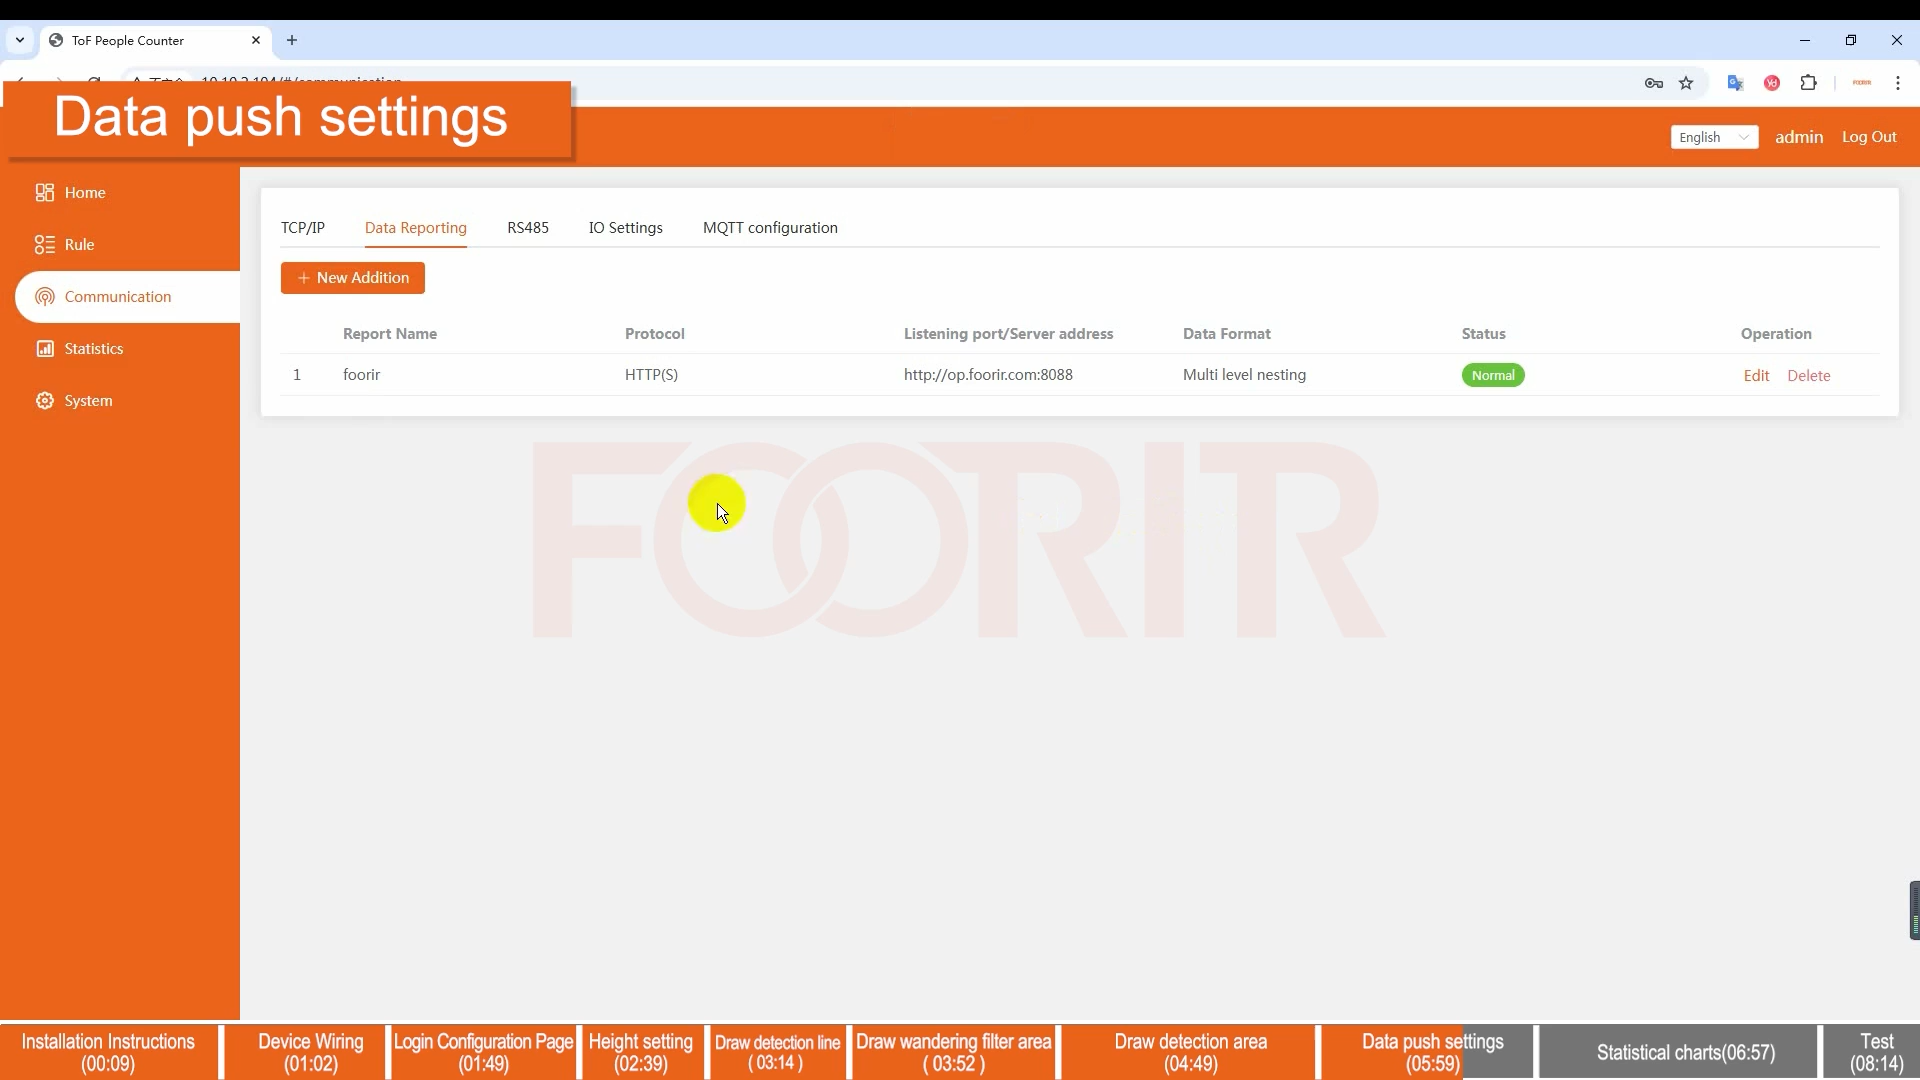 ToF People Counter
Data push settings
English
admin
Log Out
Home
Rule
Communication
Statistics
System
TCP/IP
Data Reporting
RS485
IO Settings
MQTT configuration
New Addition
Report Name
Protocol
Listening port/Server address
Data Format
Status
Operation
1
foorir
HTTP(S)
http://op.foorir.com:8088
Multi level nesting
Normal
Edit
Delete
FOORIR
Installation Instructions
(00:09)
Device Wiring
(01:02)
Login Configuration Page
(01:49)
Height setting
(02:39)
Draw detection line
( 03:14 )
Draw wandering filter area
( 03:52 )
Draw detection area
(04:49)
Data push settings
(05:59)
Statistical charts(06:57)
Test
(08:14)